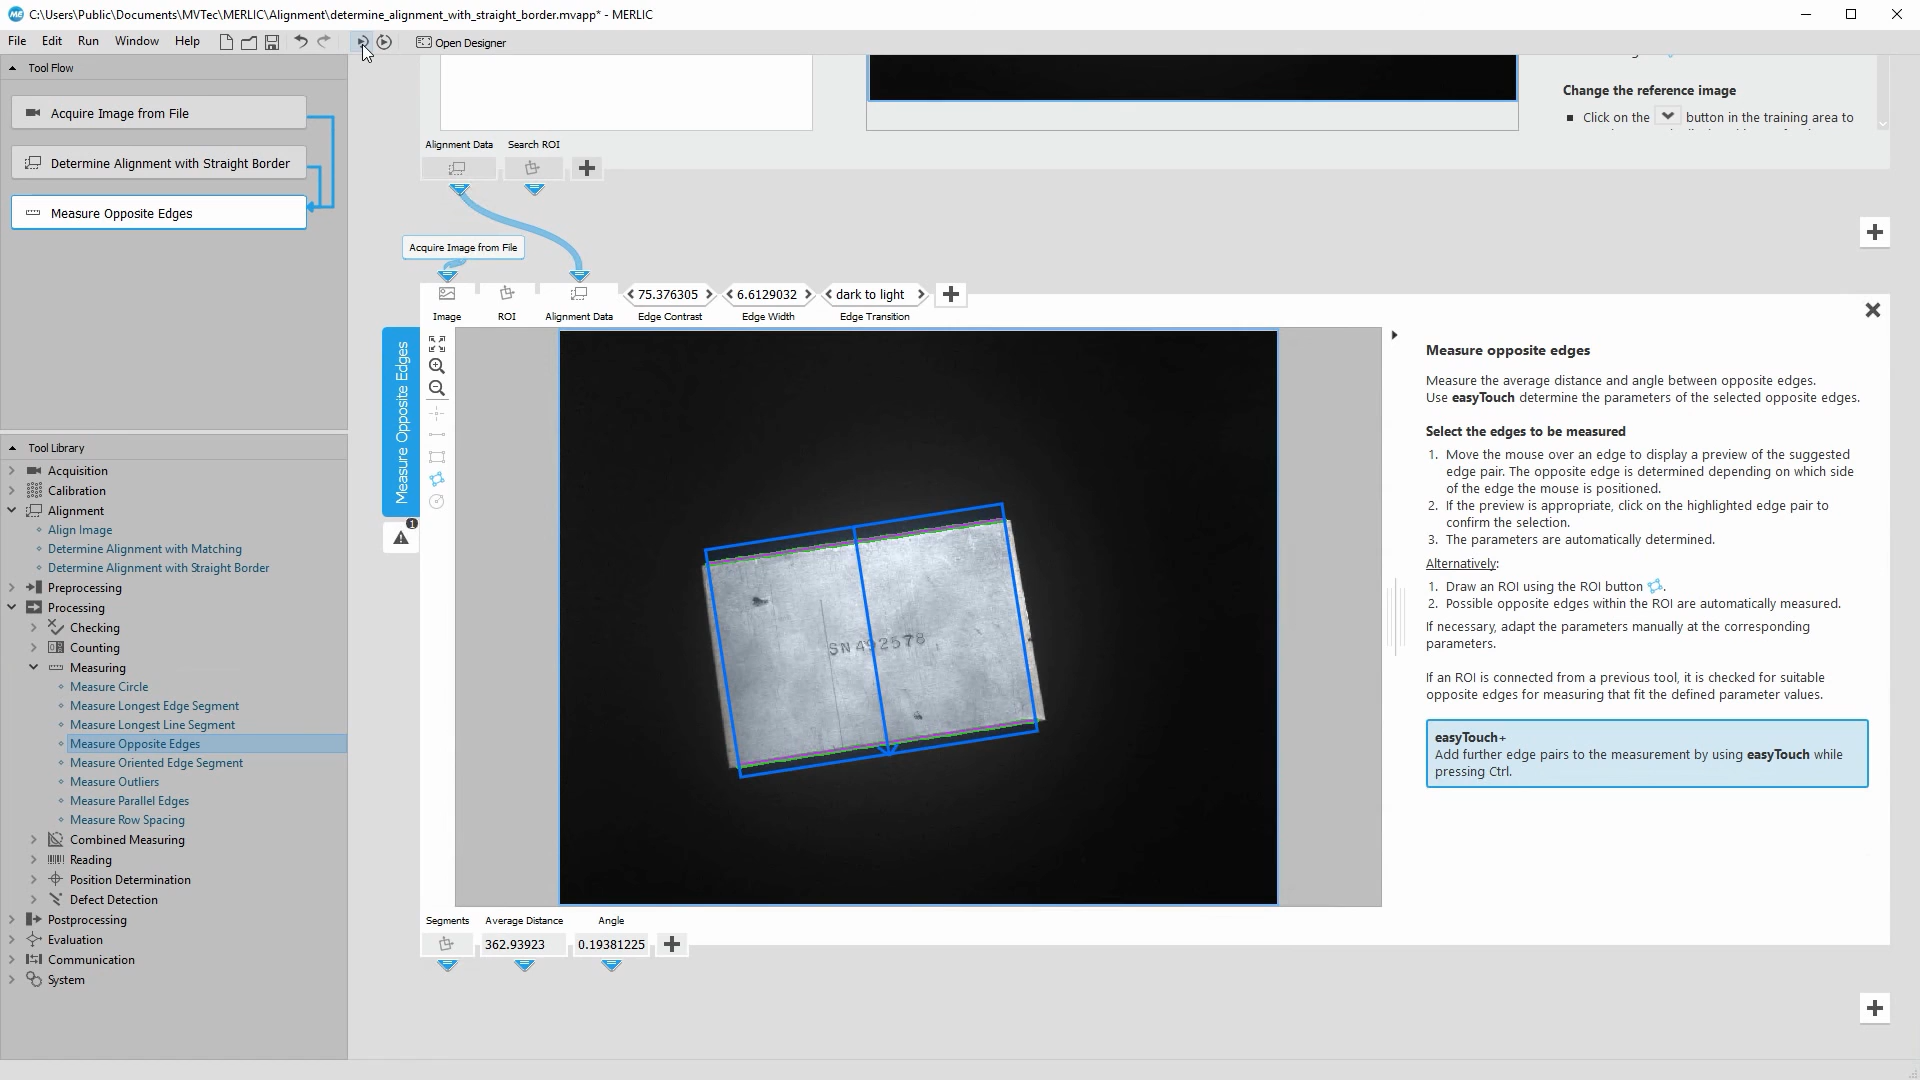 C:\Users\Public\Documents\MVTec\MERLIC\Alignment\determine_alignment_with_straight_border.mvapp* - MERLIC
File Edit Run Window Help Open Designer
Tool Flow
Acquire Image from File
Determine Alignment with Straight Border
Measure Opposite Edges
Tool Library
Acquisition
Calibration
Alignment
Align Image
Determine Alignment with Matching
Determine Alignment with Straight Border
Preprocessing
Processing
Checking
Counting
Measuring
Measure Circle
Measure Longest Edge Segment
Measure Longest Line Segment
Measure Opposite Edges
Measure Oriented Edge Segment
Measure Outliers
Measure Parallel Edges
Measure Row Spacing
Combined Measuring
Reading
Position Determination
Defect Detection
Postprocessing
Evaluation
Communication
System
Change the reference image
Click on the button in the training area to
Alignment Data Search ROI
Acquire Image from File
75.376305 6.6129032 dark to light
Image ROI Alignment Data Edge Contrast Edge Width Edge Transition
Measure Opposite Edges
1
SN492578
Segments Average Distance Angle
362.93923 0.19381225
Measure opposite edges
Measure the average distance and angle between opposite edges.
Use easyTouch determine the parameters of the selected opposite edges.
Select the edges to be measured
1. Move the mouse over an edge to display a preview of the suggested
edge pair. The opposite edge is determined depending on which side
of the edge the mouse is positioned.
2. If the preview is appropriate, click on the highlighted edge pair to
confirm the selection.
3. The parameters are automatically determined.
Alternatively:
1. Draw an ROI using the ROI button .
2. Possible opposite edges within the ROI are automatically measured.
If necessary, adapt the parameters manually at the corresponding
parameters.
If an ROI is connected from a previous tool, it is checked for suitable
opposite edges for measuring that fit the defined parameter values.
easyTouch+
Add further edge pairs to the measurement by using easyTouch while
pressing Ctrl.